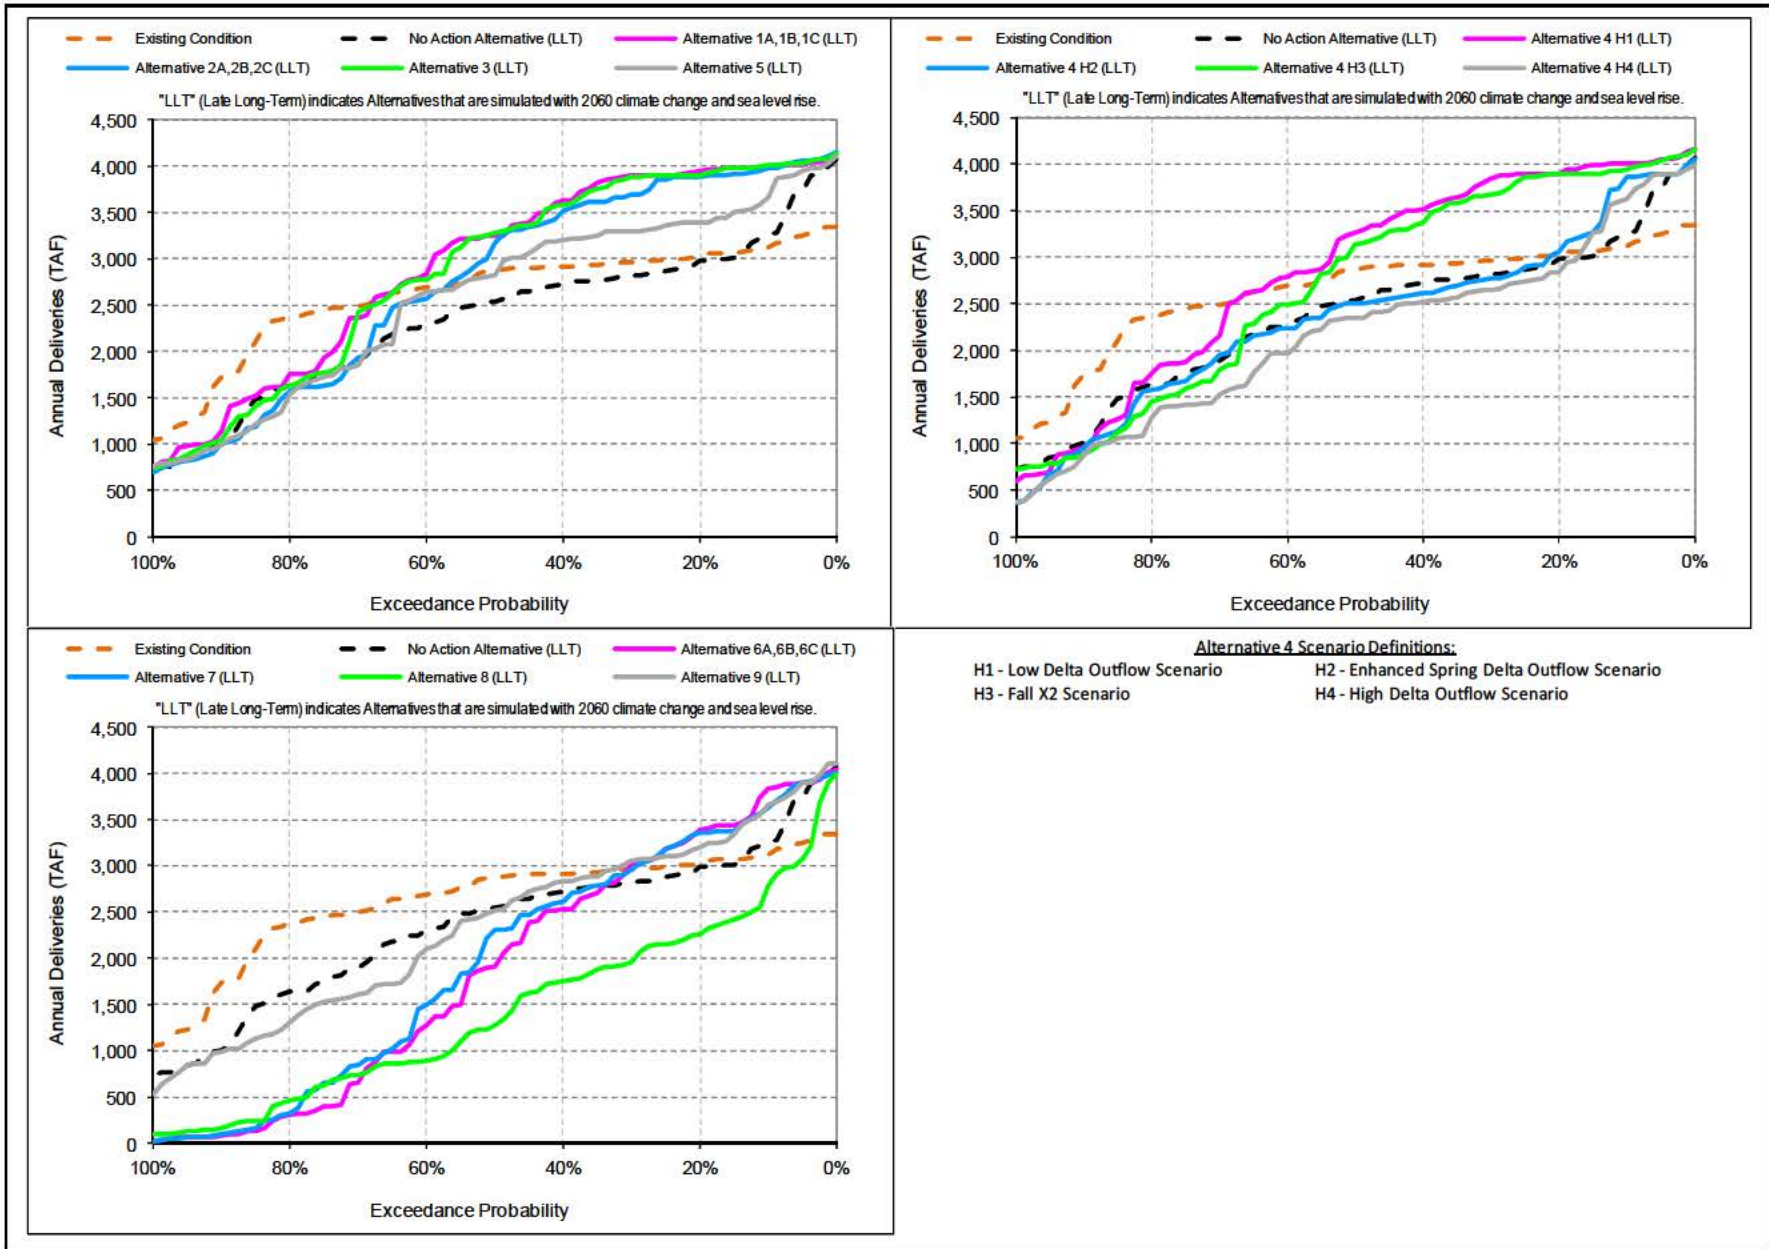 Existing Condition No Action Alternative (LLT) Alternative 1A,1B,1C (LLT)
Alternative 2A,2B,2C (LLT) Alternative 3 (LLT) Alternative 5 (LLT)
"LLT" (Late Long-Term) indicates Alternatives that are simulated with 2060 climate change and sea level rise.
4,500
4,000
3,500
3,000
2,500
2,000
1,500
1,000
500
0
Annual Deliveries (TAF)
100% 80% 60% 40% 20% 0%
Exceedance Probability
Existing Condition No Action Alternative (LLT) Alternative 4 H1 (LLT)
Alternative 4 H2 (LLT) Alternative 4 H3 (LLT) Alternative 4 H4 (LLT)
"LLT" (Late Long-Term) indicates Alternatives that are simulated with 2060 climate change and sea level rise.
4,500
4,000
3,500
3,000
2,500
2,000
1,500
1,000
500
0
Annual Deliveries (TAF)
100% 80% 60% 40% 20% 0%
Exceedance Probability
Existing Condition No Action Alternative (LLT) Alternative 6A,6B,6C (LLT)
Alternative 7 (LLT) Alternative 8 (LLT) Alternative 9 (LLT)
"LLT" (Late Long-Term) indicates Alternatives that are simulated with 2060 climate change and sea level rise.
4,500
4,000
3,500
3,000
2,500
2,000
1,500
1,000
500
0
Annual Deliveries (TAF)
100% 80% 60% 40% 20% 0%
Exceedance Probability
Alternative 4 Scenario Definitions:
H1 - Low Delta Outflow Scenario H2 - Enhanced Spring Delta Outflow Scenario
H3 - Fall X2 Scenario H4 - High Delta Outflow Scenario